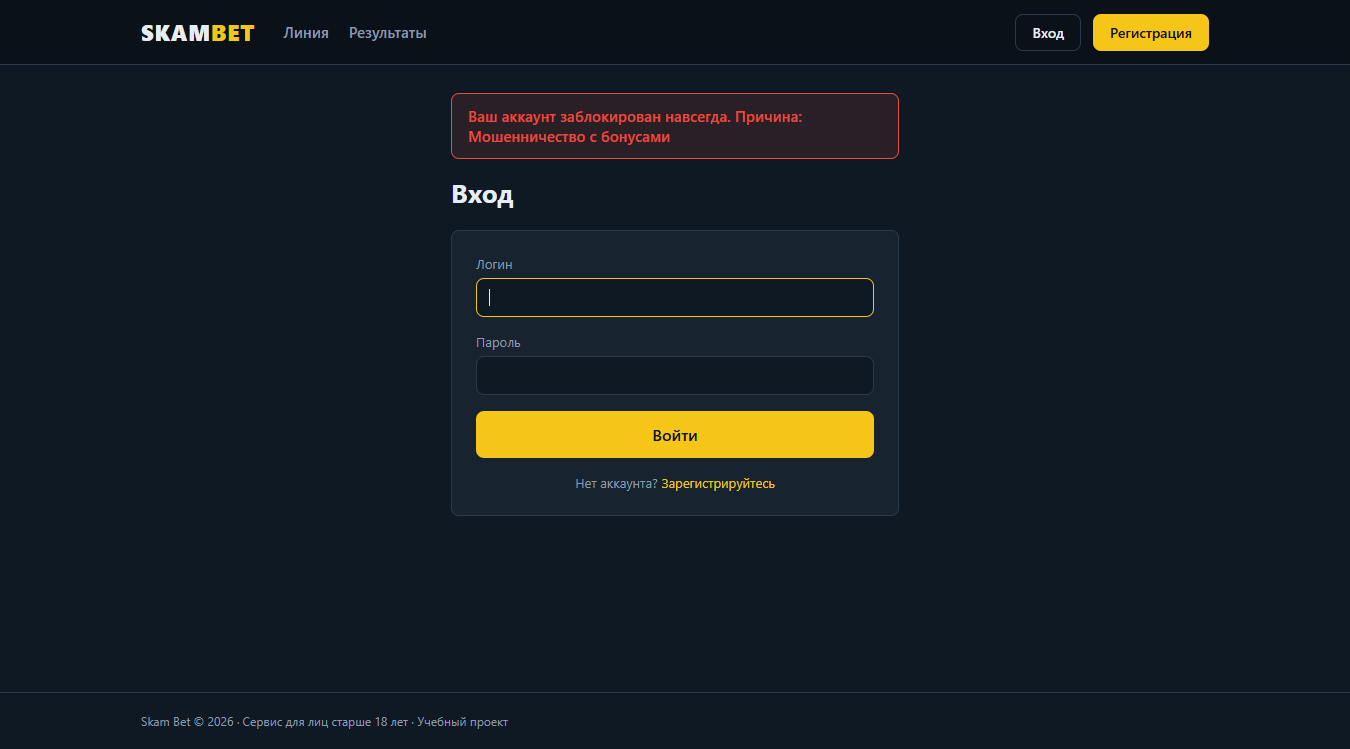 SKAMBET Линия Результаты Вход Регистрация
Ваш аккаунт заблокирован навсегда. Причина:
Мошенничество с бонусами
Вход
Логин
Пароль
Войти
Нет аккаунта? Зарегистрируйтесь
Skam Bet © 2026 · Сервис для лиц старше 18 лет · Учебный проект